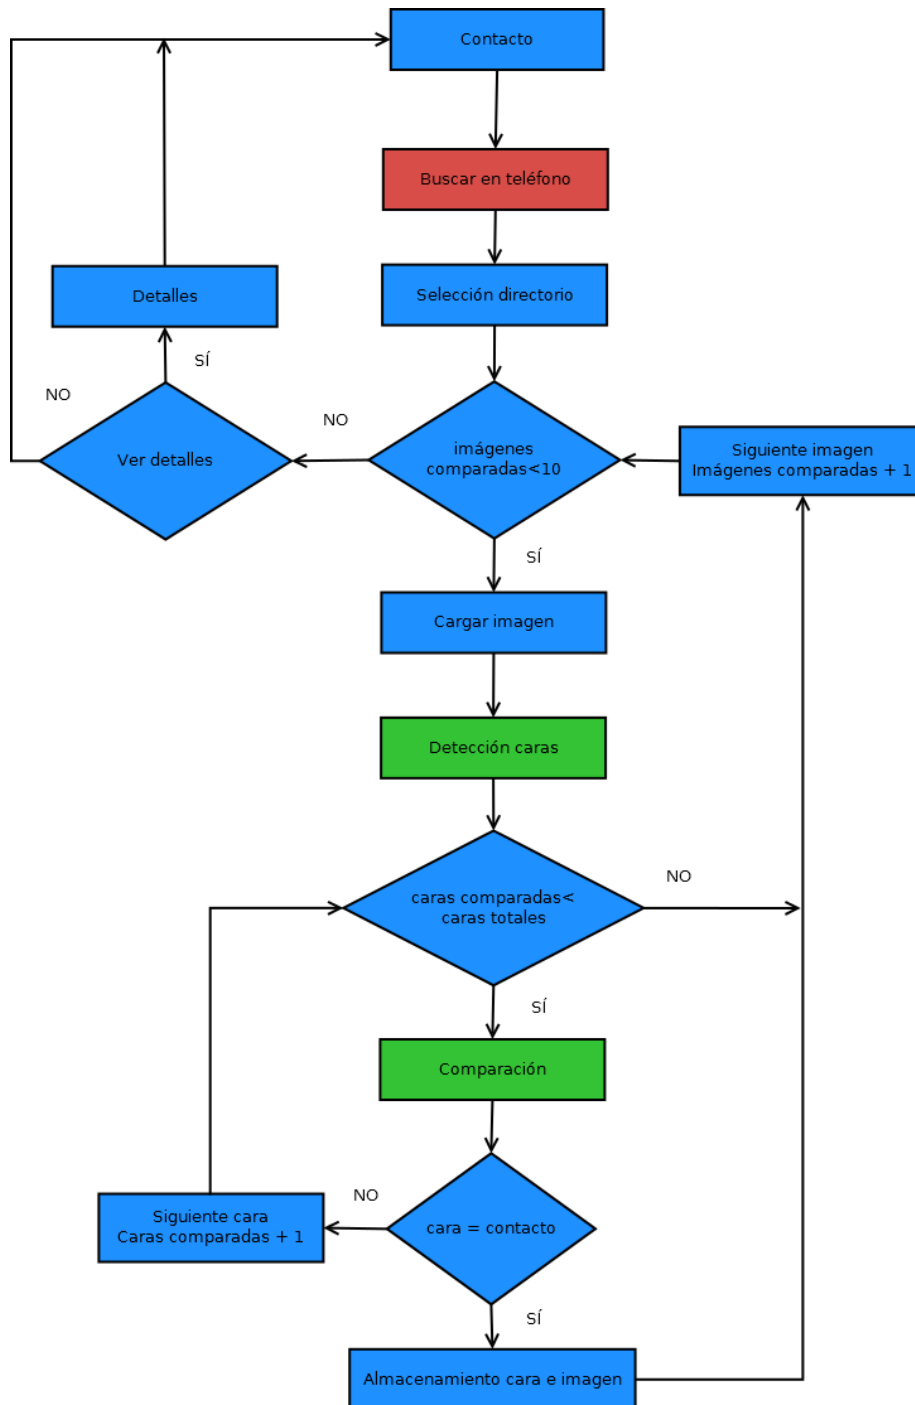 Contacto
Buscar en teléfono
Selección directorio
Detalles
SÍ
NO
Ver detalles
NO
imágenes
comparadas<10
Siguiente imagen
Imágenes comparadas + 1
SÍ
Cargar imagen
Detección caras
caras comparadas<
caras totales
NO
SÍ
Comparación
cara = contacto
NO
Siguiente cara
Caras comparadas + 1
SÍ
Almacenamiento cara e imagen